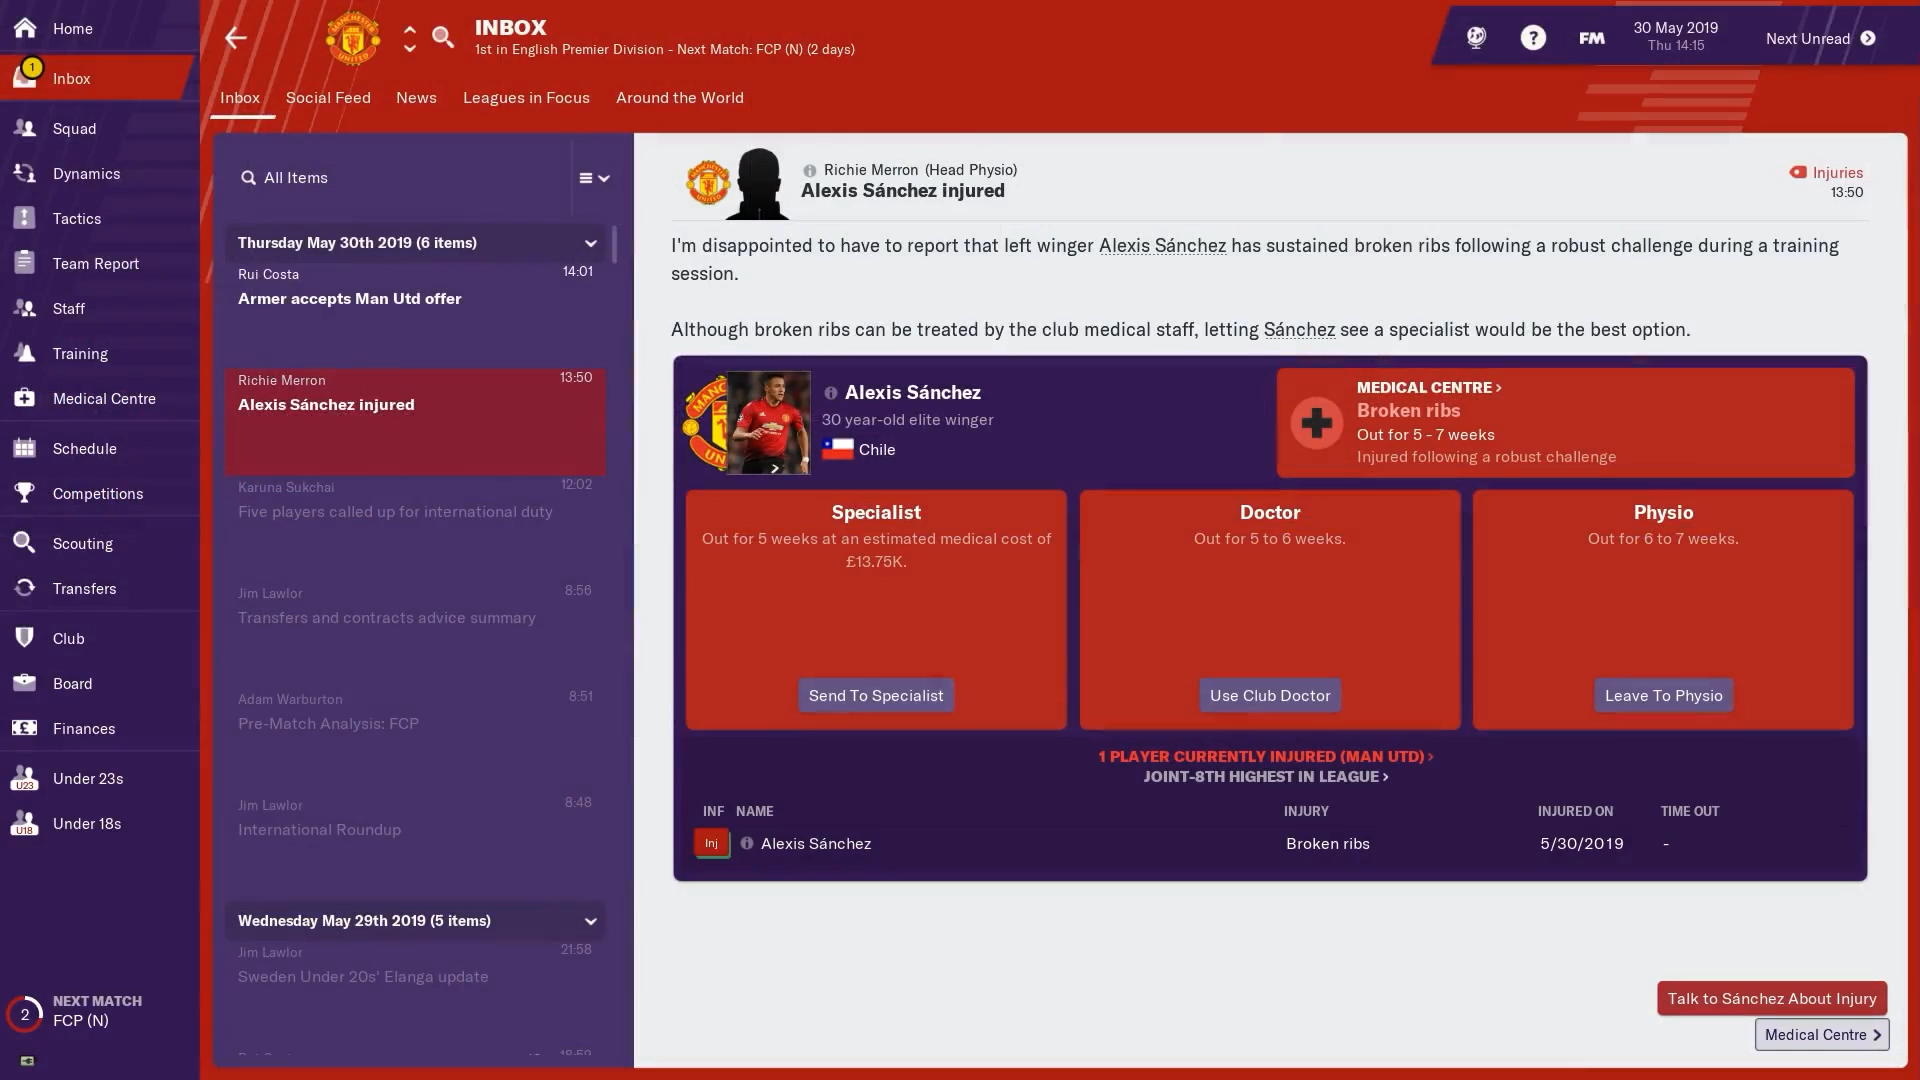 Home
1
Inbox
Squad
Dynamics
Tactics
Team Report
Staff
Training
Medical Centre
Schedule
Competitions
Scouting
Transfers
Club
Board
Finances
U23
Under 23s
U18
Under 18s
2
NEXT MATCH
FCP (N)
INBOX
1st in English Premier Division - Next Match: FCP (N) (2 days)
?
FM
30 May 2019
Thu 14:15
Next Unread
Inbox
Social Feed
News
Leagues in Focus
Around the World
All Items
Thursday May 30th 2019 (6 items)
Rui Costa
14:01
Armer accepts Man Utd offer
Richie Merron
13:50
Alexis Sánchez injured
Karuna Sukchai
12:02
Five players called up for international duty
Jim Lawlor
8:56
Transfers and contracts advice summary
Adam Warburton
8:51
Pre-Match Analysis: FCP
Jim Lawlor
8:48
International Roundup
Wednesday May 29th 2019 (5 items)
Jim Lawlor
21:58
Sweden Under 20s' Elanga update
Richie Merron (Head Physio)
Alexis Sánchez injured
Injuries
13:50
I'm disappointed to have to report that left winger Alexis Sánchez has sustained broken ribs following a robust challenge during a training
session.
Although broken ribs can be treated by the club medical staff, letting Sánchez see a specialist would be the best option.
Alexis Sánchez
30 year-old elite winger
Chile
MEDICAL CENTRE >
Broken ribs
Out for 5 - 7 weeks
Injured following a robust challenge
Specialist
Out for 5 weeks at an estimated medical cost of
£13.75K.
Send To Specialist
Doctor
Out for 5 to 6 weeks.
Use Club Doctor
Physio
Out for 6 to 7 weeks.
Leave To Physio
1 PLAYER CURRENTLY INJURED (MAN UTD) >
JOINT-8TH HIGHEST IN LEAGUE >
INF NAME INJURY INJURED ON TIME OUT
Inj Alexis Sánchez Broken ribs 5/30/2019 -
Talk to Sánchez About Injury
Medical Centre >